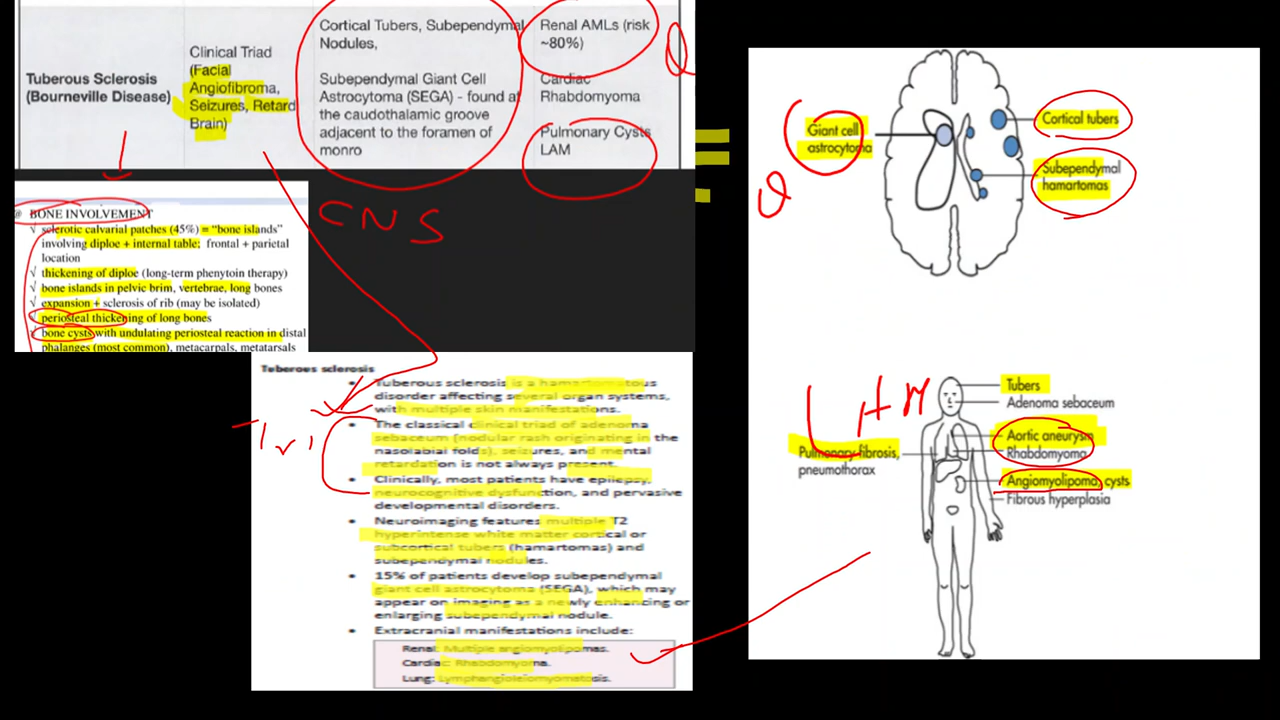 Tuberous Sclerosis
(Bourneville Disease)
Clinical Triad
(Facial
Angiofibroma,
Seizures, Retard
Brain)
Cortical Tubers, Subependymal
Nodules,
Subependymal Giant Cell
Astrocytoma (SEGA) - found at
the caudothalamic groove
adjacent to the foramen of
monro
Renal AMLs (risk
~80%)
Cardiac
Rhabdomyoma
Pulmonary Cysts
LAM
CNS
@ BONE INVOLVEMENT
√ sclerotic calvarial patches (45%) = “bone islands”
involving diploe + internal table; frontal + parietal
location
√ thickening of diploe (long-term phenytoin therapy)
√ bone islands in pelvic brim, vertebrae, long bones
√ expansion + sclerosis of rib (may be isolated)
√ periosteal thickening of long bones
√ bone cysts with undulating periosteal reaction in distal
phalanges (most common), metacarpals, metatarsals
Tuberous sclerosis
• Tuberous sclerosis is a hamartomatous
disorder affecting several organ systems,
with multiple skin manifestations.
• The classical clinical triad of adenoma
sebaceum (nodular rash originating in the
nasolabial folds), seizures, and mental
retardation is not always present.
• Clinically, most patients have epilepsy,
neurocognitive dysfunction, and pervasive
developmental disorders.
• Neuroimaging features multiple T2
hyperintense white matter cortical or
subcortical tubers (hamartomas) and
subependymal nodules.
• 15% of patients develop subependymal
giant cell astrocytoma (SEGA), which may
appear on imaging as a newly enhancing or
enlarging subependymal nodule.
• Extracranial manifestations include:
Renal: Multiple angiomyolipomas.
Cardiac: Rhabdomyoma.
Lung: Lymphangioleiomyomatosis.
Giant cell
astrocytoma
Cortical tubers
Subependymal
hamartomas
Tubers
Adenoma sebaceum
Aortic aneurysm
Rhabdomyoma
Pulmonary fibrosis,
pneumothorax
Angiomyolipoma, cysts
Fibrous hyperplasia